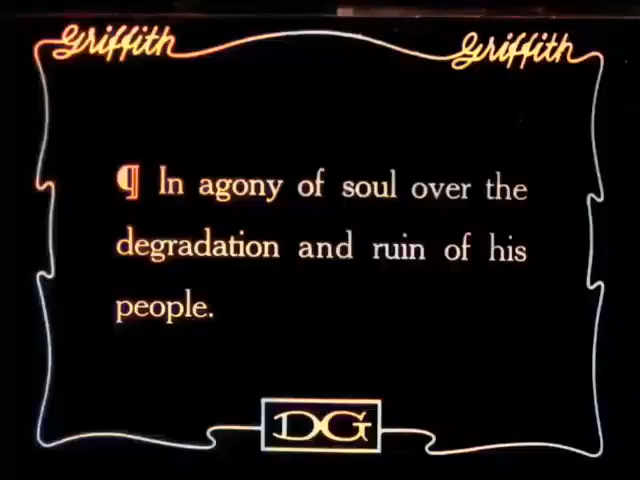 Griffith Griffith
¶ In agony of soul over the
degradation and ruin of his
people.
DG